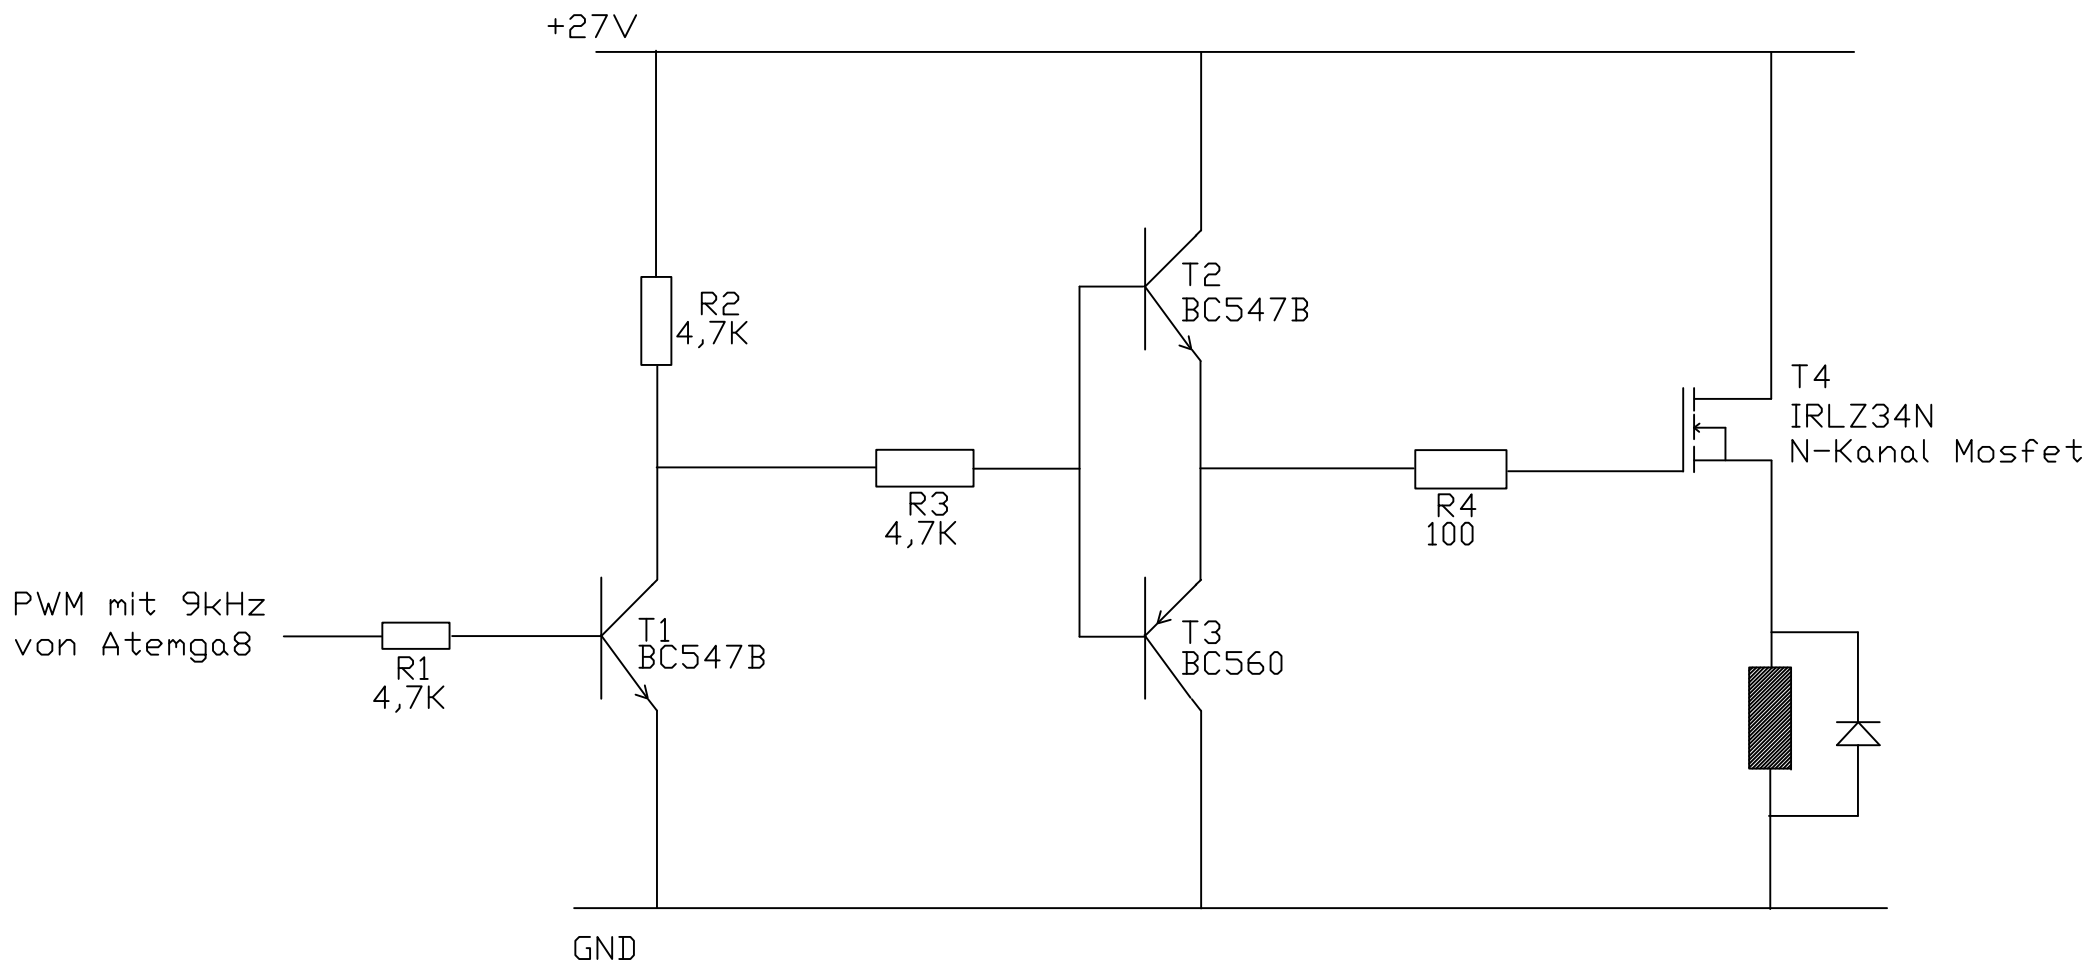 +27V
R2
4,7K
T2
BC547B
T4
IRLZ34N
N-Kanal Mosfet
R3
4,7K
R4
100
PWM mit 9kHz
von Atemga8
R1
4,7K
T1
BC547B
T3
BC560
GND